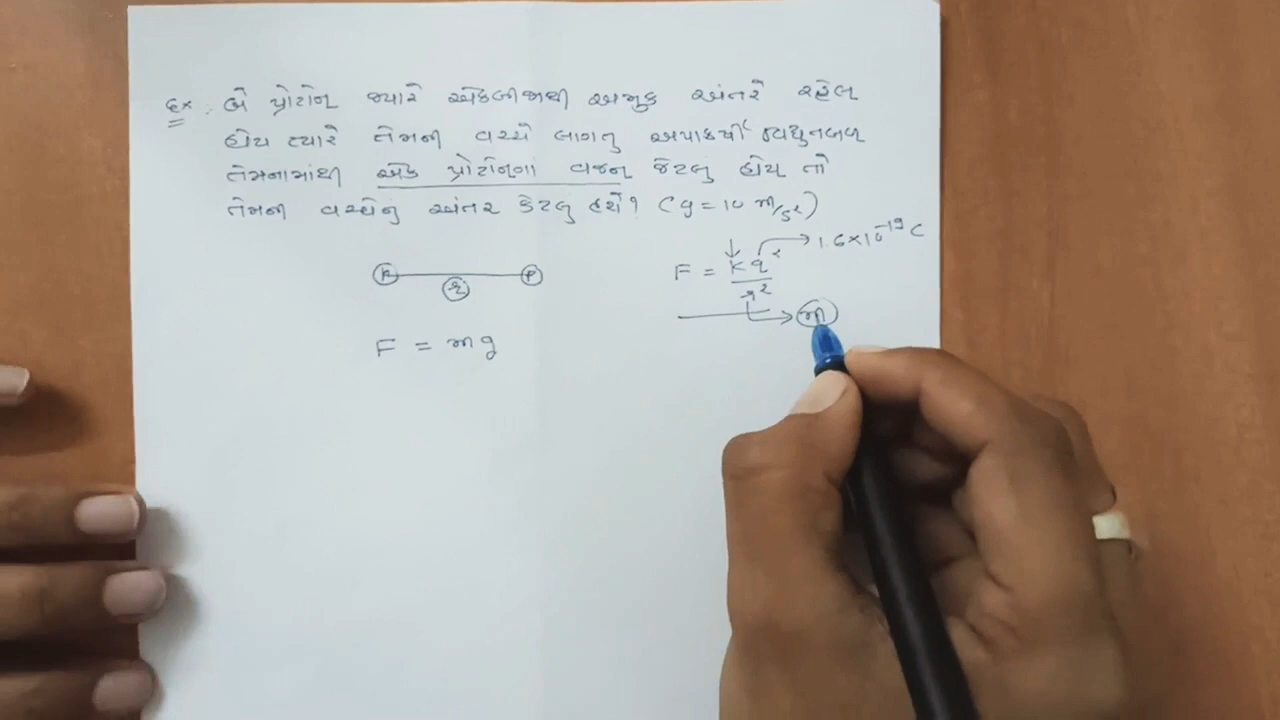 Ex : બે પ્રોટોન જ્યારે એકબીજાથી અમુક અંતરે રહેલ
હોય ત્યારે તેમની વચ્ચે લાગતુ અપાકર્ષી વિદ્યુતબળ
તેમનામાંથી એક પ્રોટોનનાં વજન જેટલુ હોય તો
તેમની વચ્ચેનુ અંતર કેટલુ હશે? (g = 10 m/s²)
F = kq²/r² → 1.6×10⁻¹⁹ C
P r P
→ m
F = mg